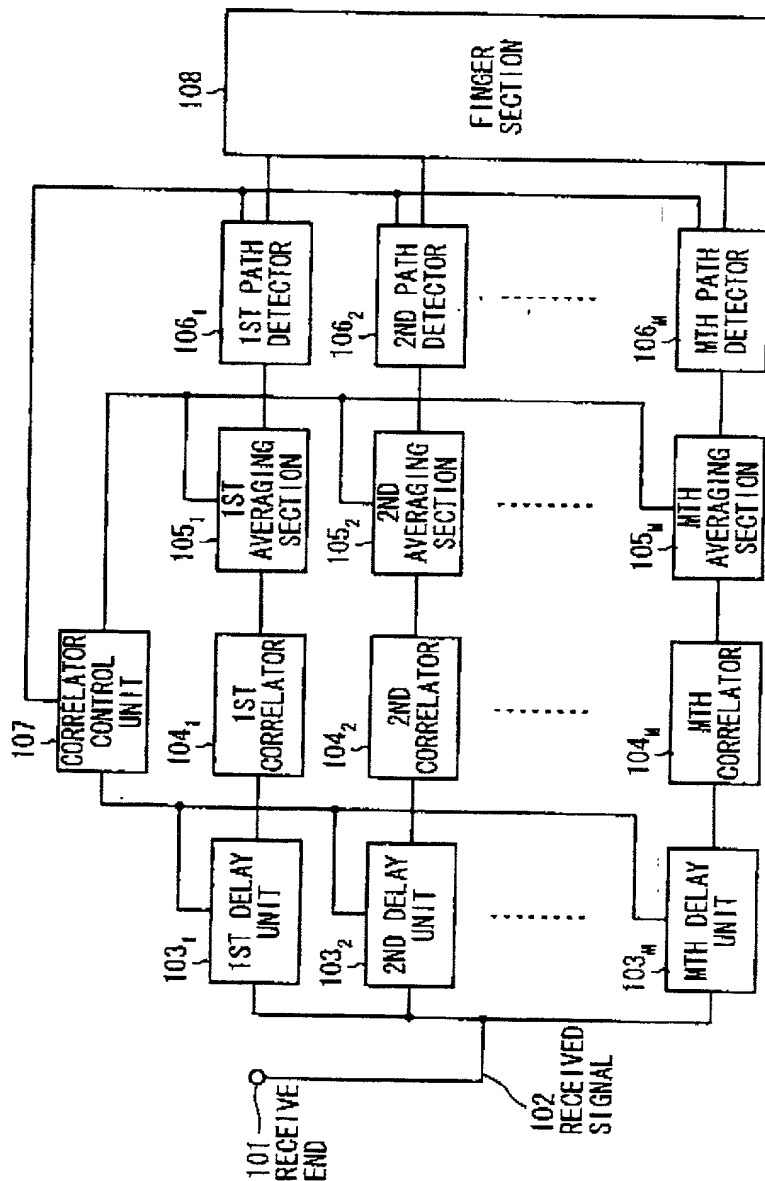 101
RECEIVE
END
102
RECEIVED
SIGNAL
103₁
1ST DELAY
UNIT
103₂
2ND DELAY
UNIT
103M
MTH DELAY
UNIT
107
CORRELATOR
CONTROL
UNIT
104₁
1ST
CORRELATOR
104₂
2ND
CORRELATOR
104M
MTH
CORRELATOR
105₁
1ST
AVERAGING
SECTION
105₂
2ND
AVERAGING
SECTION
105M
MTH
AVERAGING
SECTION
106₁
1ST PATH
DETECTOR
106₂
2ND PATH
DETECTOR
106M
MTH PATH
DETECTOR
108
FINGER
SECTION